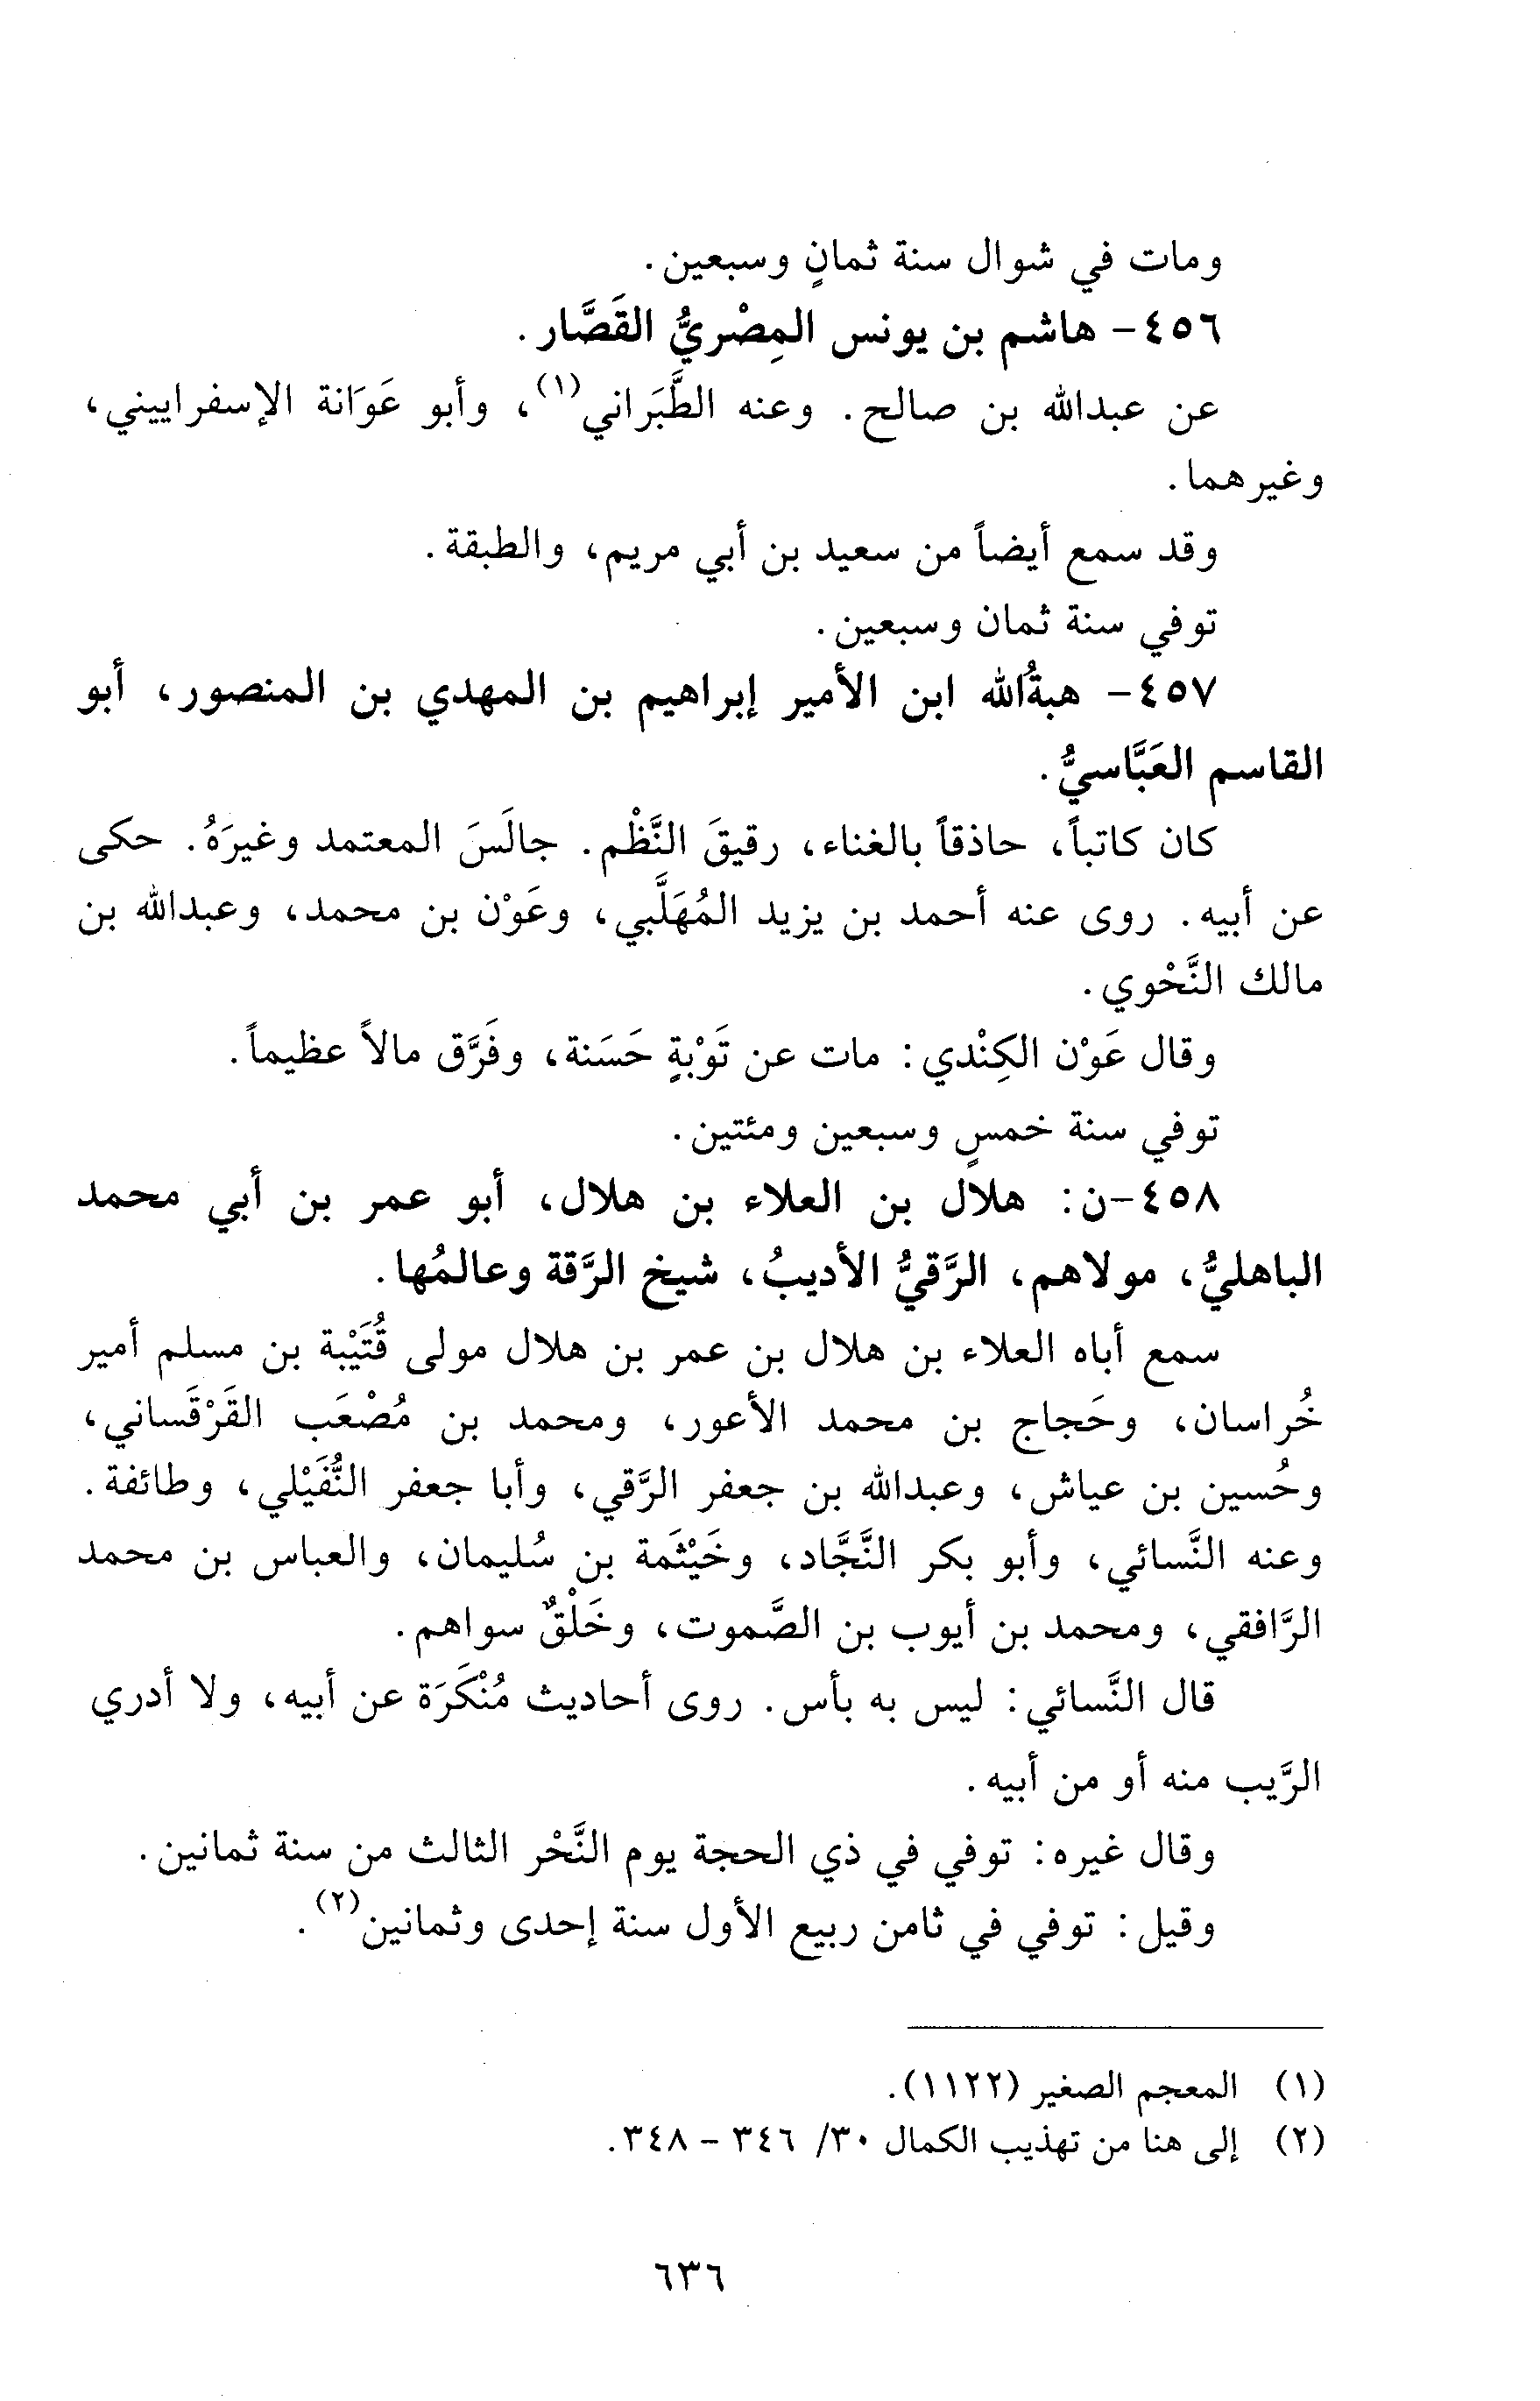 ومات في شوال سنة ثمانٍ وسبعين.
٤٥٦- هاشم بن يونس المِصْريُّ القَصَّار.
عن عبدالله بن صالح. وعنه الطَّبَراني(١)، وأبو عَوَانة الإسفراييني،
وغيرهما.
وقد سمع أيضاً من سعيد بن أبي مريم، والطبقة.
توفي سنة ثمان وسبعين.
٤٥٧- هبةُالله ابن الأمير إبراهيم بن المهدي بن المنصور، أبو
القاسم العَبَّاسيُّ.
كان كاتباً، حاذقاً بالغناء، رقيقَ النَّظْم. جالَسَ المعتمد وغيرَهُ. حكى
عن أبيه. روى عنه أحمد بن يزيد المُهَلَّبي، وعَوْن بن محمد، وعبدالله بن
مالك النَّحْوي.
وقال عَوْن الكِنْدي: مات عن تَوْبةٍ حَسَنة، وفَرَّق مالاً عظيماً.
توفي سنة خمسٍ وسبعين ومئتين.
٤٥٨-ن: هلال بن العلاء بن هلال، أبو عمر بن أبي محمد
الباهليُّ، مولاهم، الرَّقيُّ الأديبُ، شيخ الرَّقة وعالمُها.
سمع أباه العلاء بن هلال بن عمر بن هلال مولى قُتَيْبة بن مسلم أمير
خُراسان، وحَجاج بن محمد الأعور، ومحمد بن مُصْعَب القَرْقَساني،
وحُسين بن عياش، وعبدالله بن جعفر الرَّقي، وأبا جعفر النُّفَيْلي، وطائفة.
وعنه النَّسائي، وأبو بكر النَّجَّاد، وخَيْثَمة بن سُليمان، والعباس بن محمد
الرَّافقي، ومحمد بن أيوب بن الصَّموت، وخَلْقٌ سواهم.
قال النَّسائي: ليس به بأس. روى أحاديث مُنْكَرَة عن أبيه، ولا أدري
الرَّيب منه أو من أبيه.
وقال غيره: توفي في ذي الحجة يوم النَّحْر الثالث من سنة ثمانين.
وقيل: توفي في ثامن ربيع الأول سنة إحدى وثمانين(٢).
(١) المعجم الصغير (١١٢٢).
(٢) إلى هنا من تهذيب الكمال ٣٠/ ٣٤٦ - ٣٤٨.
٦٣٦